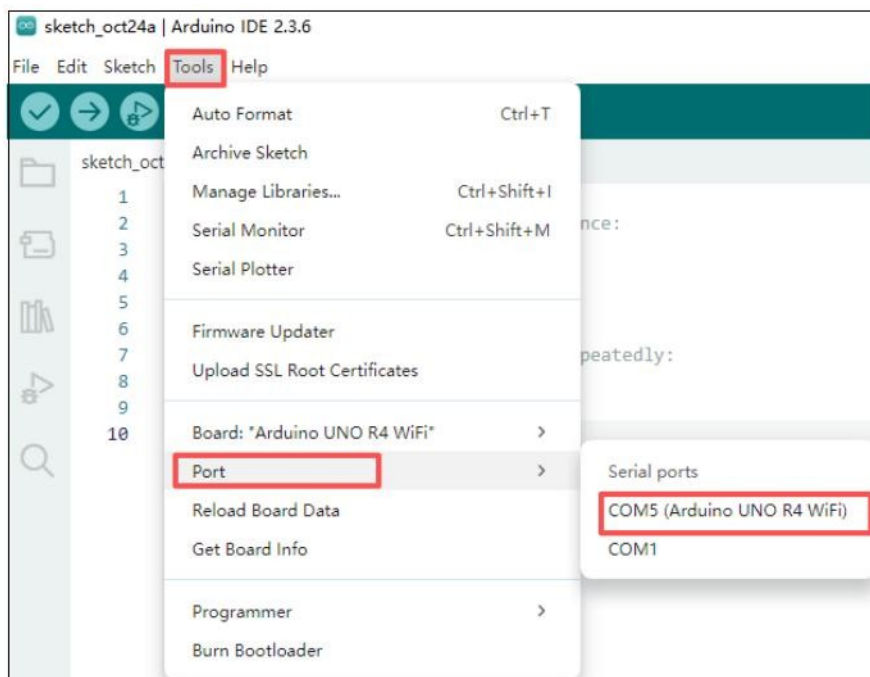 sketch_oct24a | Arduino IDE 2.3.6
File Edit Sketch Tools Help
Auto Format Ctrl+T
sketch_oct
Archive Sketch
1
Manage Libraries... Ctrl+Shift+I
2
nce:
Serial Monitor Ctrl+Shift+M
3
4
Serial Plotter
5
6
Firmware Updater
7
peatedly:
Upload SSL Root Certificates
8
9
10
Board: "Arduino UNO R4 WiFi" >
Port >
Serial ports
Reload Board Data
COM5 (Arduino UNO R4 WiFi)
Get Board Info
COM1
Programmer >
Burn Bootloader